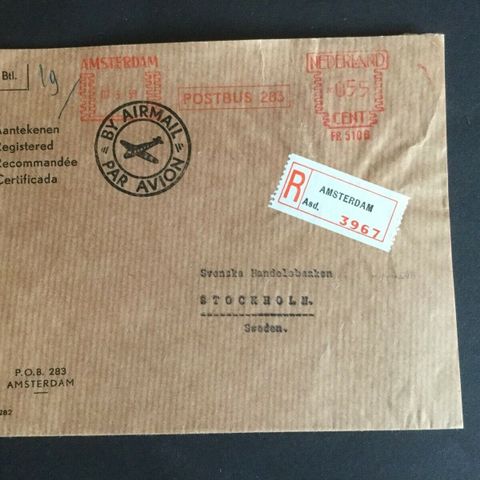 Btl.
19
AMSTERDAM
POSTBUS 283
NEDERLAND
055
CENT
FR 5106
BY AIRMAIL
PAR AVION
Aantekenen
Registered
Recommandée
Certificada
R
AMSTERDAM
Asd.
3967
Svenska Handelsbanken
STOCKHOLM.
Sweden.
P.O.B. 283
AMSTERDAM
282